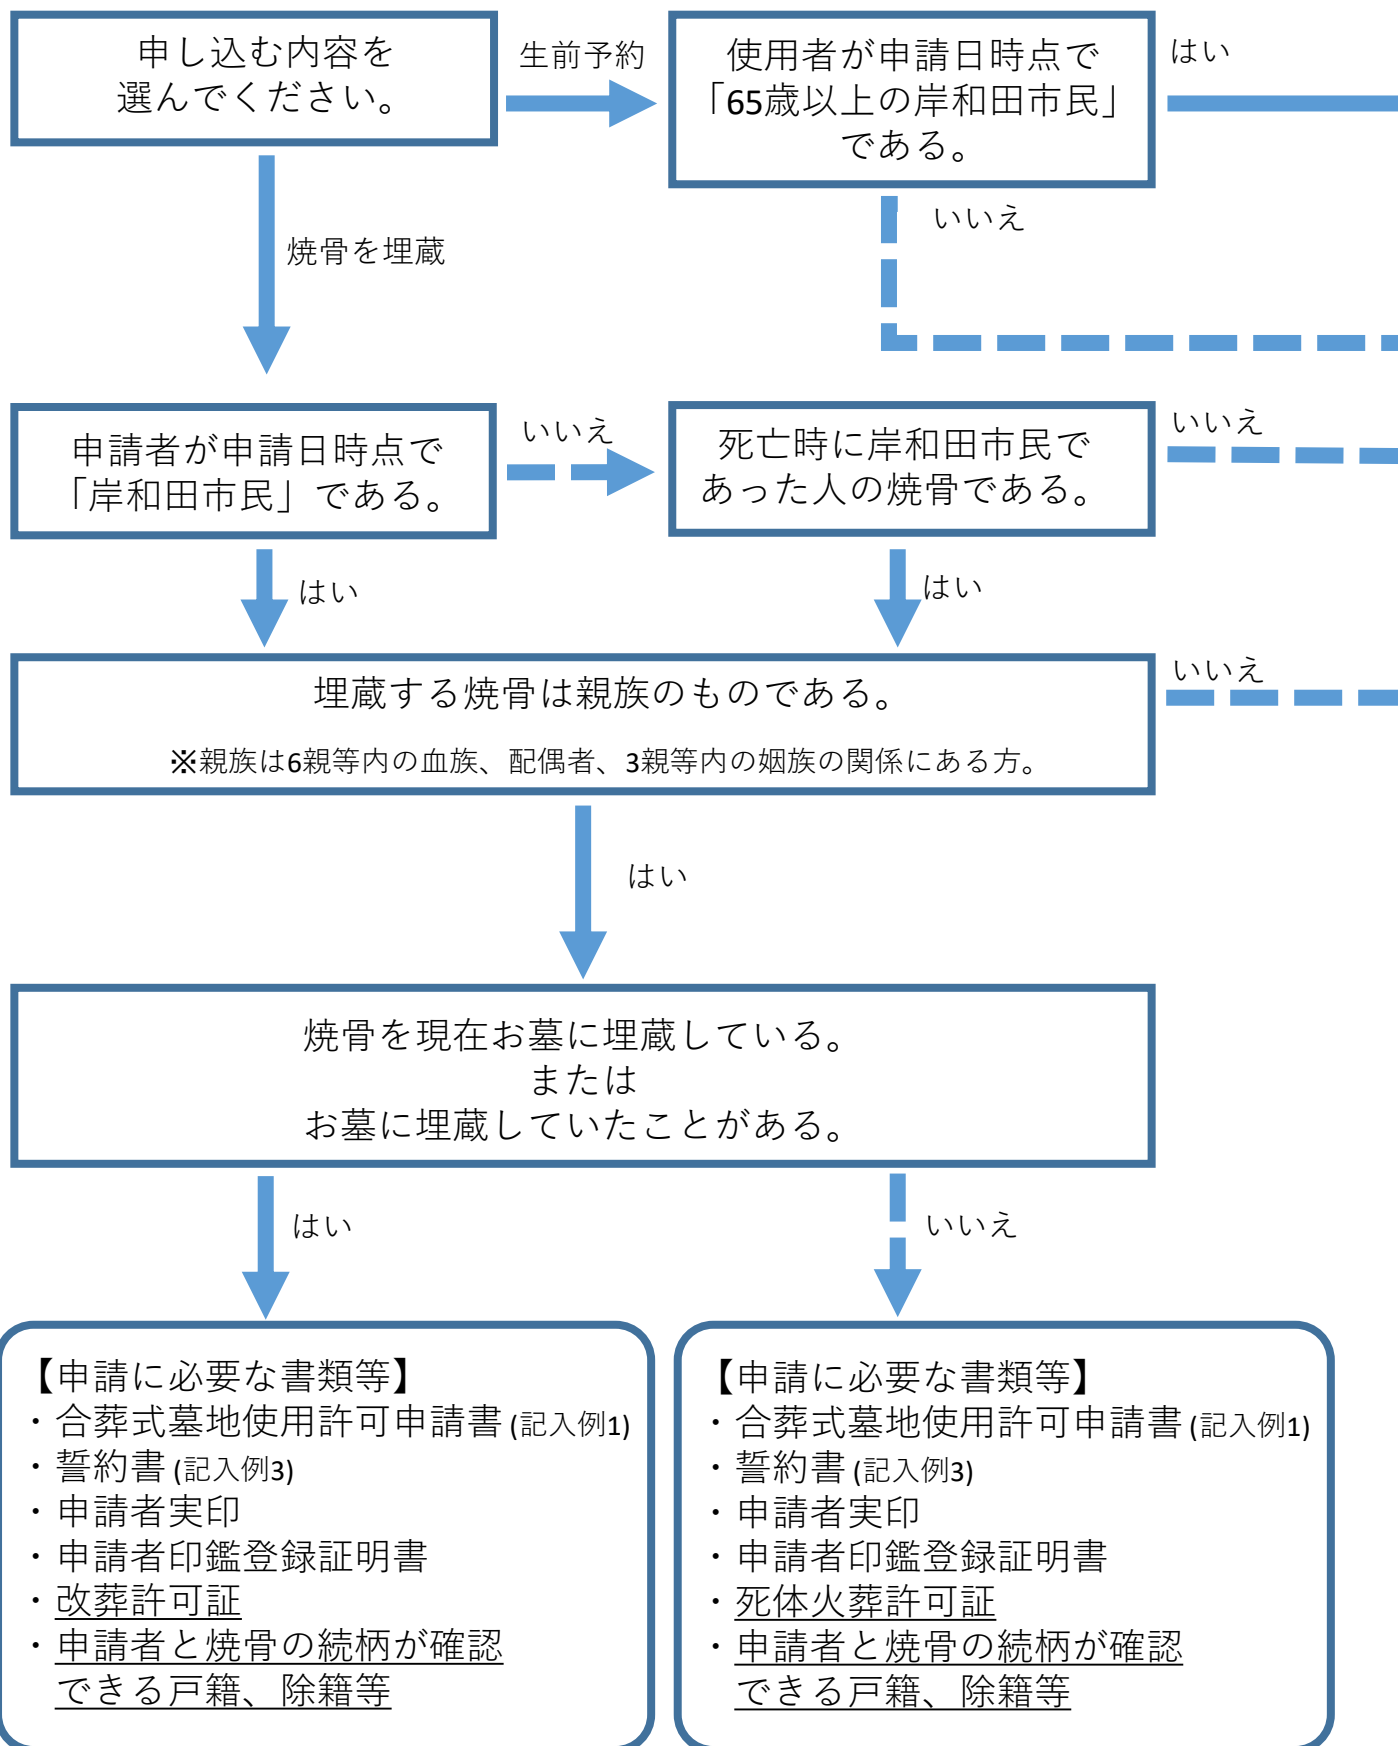 申し込む内容を
選んでください。
生前予約
使用者が申請日時点で
「65歳以上の岸和田市民」
である。
はい
いいえ
焼骨を埋蔵
申請者が申請日時点で
「岸和田市民」である。
いいえ
死亡時に岸和田市民で
あった人の焼骨である。
いいえ
はい
はい
埋蔵する焼骨は親族のものである。
※親族は6親等内の血族、配偶者、3親等内の姻族の関係にある方。
いいえ
はい
焼骨を現在お墓に埋蔵している。
または
お墓に埋蔵していたことがある。
はい
いいえ
【申請に必要な書類等】
・合葬式墓地使用許可申請書(記入例1)
・誓約書(記入例3)
・申請者実印
・申請者印鑑登録証明書
・改葬許可証
・申請者と焼骨の続柄が確認
できる戸籍、除籍等
【申請に必要な書類等】
・合葬式墓地使用許可申請書(記入例1)
・誓約書(記入例3)
・申請者実印
・申請者印鑑登録証明書
・死体火葬許可証
・申請者と焼骨の続柄が確認
できる戸籍、除籍等